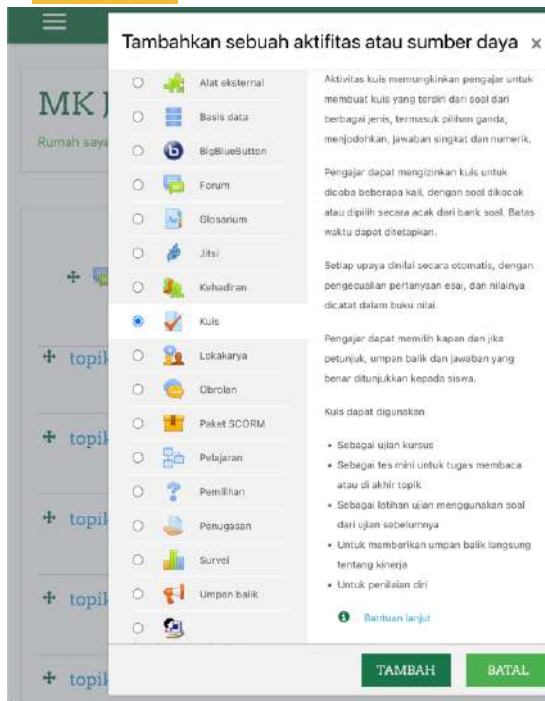 Tambahkan sebuah aktifitas atau sumber daya ×
MK J
Rumah saya
topik
topik
topik
topik
topik
Alat eksternal
Basis data
BigBlueButton
Forum
Glosarium
Jitsi
Kehadiran
Kuis
Lokakarya
Obrolan
Paket SCORM
Pelajaran
Pemilihan
Penugasan
Survei
Umpan balik
Aktivitas kuis memungkinkan pengajar untuk
membuat kuis yang terdiri dari soal dari
berbagai jenis, termasuk pilihan ganda,
menjodohkan, jawaban singkat dan numerik.
Pengajar dapat mengizinkan kuis untuk
dicoba beberapa kali, dengan soal dikocok
atau dipilih secara acak dari bank soal. Batas
waktu dapat ditetapkan.
Setiap upaya dinilai secara otomatis, dengan
pengecualian pertanyaan esai, dan nilainya
dicatat dalam buku nilai.
Pengajar dapat memilih kapan dan jika
petunjuk, umpan balik dan jawaban yang
benar ditunjukkan kepada siswa.
Kuis dapat digunakan
• Sebagai ujian kursus
• Sebagai tes mini untuk tugas membaca
atau di akhir topik
• Sebagai latihan ujian menggunakan soal
dari ujian sebelumnya
• Untuk memberikan umpan balik langsung
tentang kinerja
• Untuk penilaian diri
Bantuan lanjut
TAMBAH
BATAL